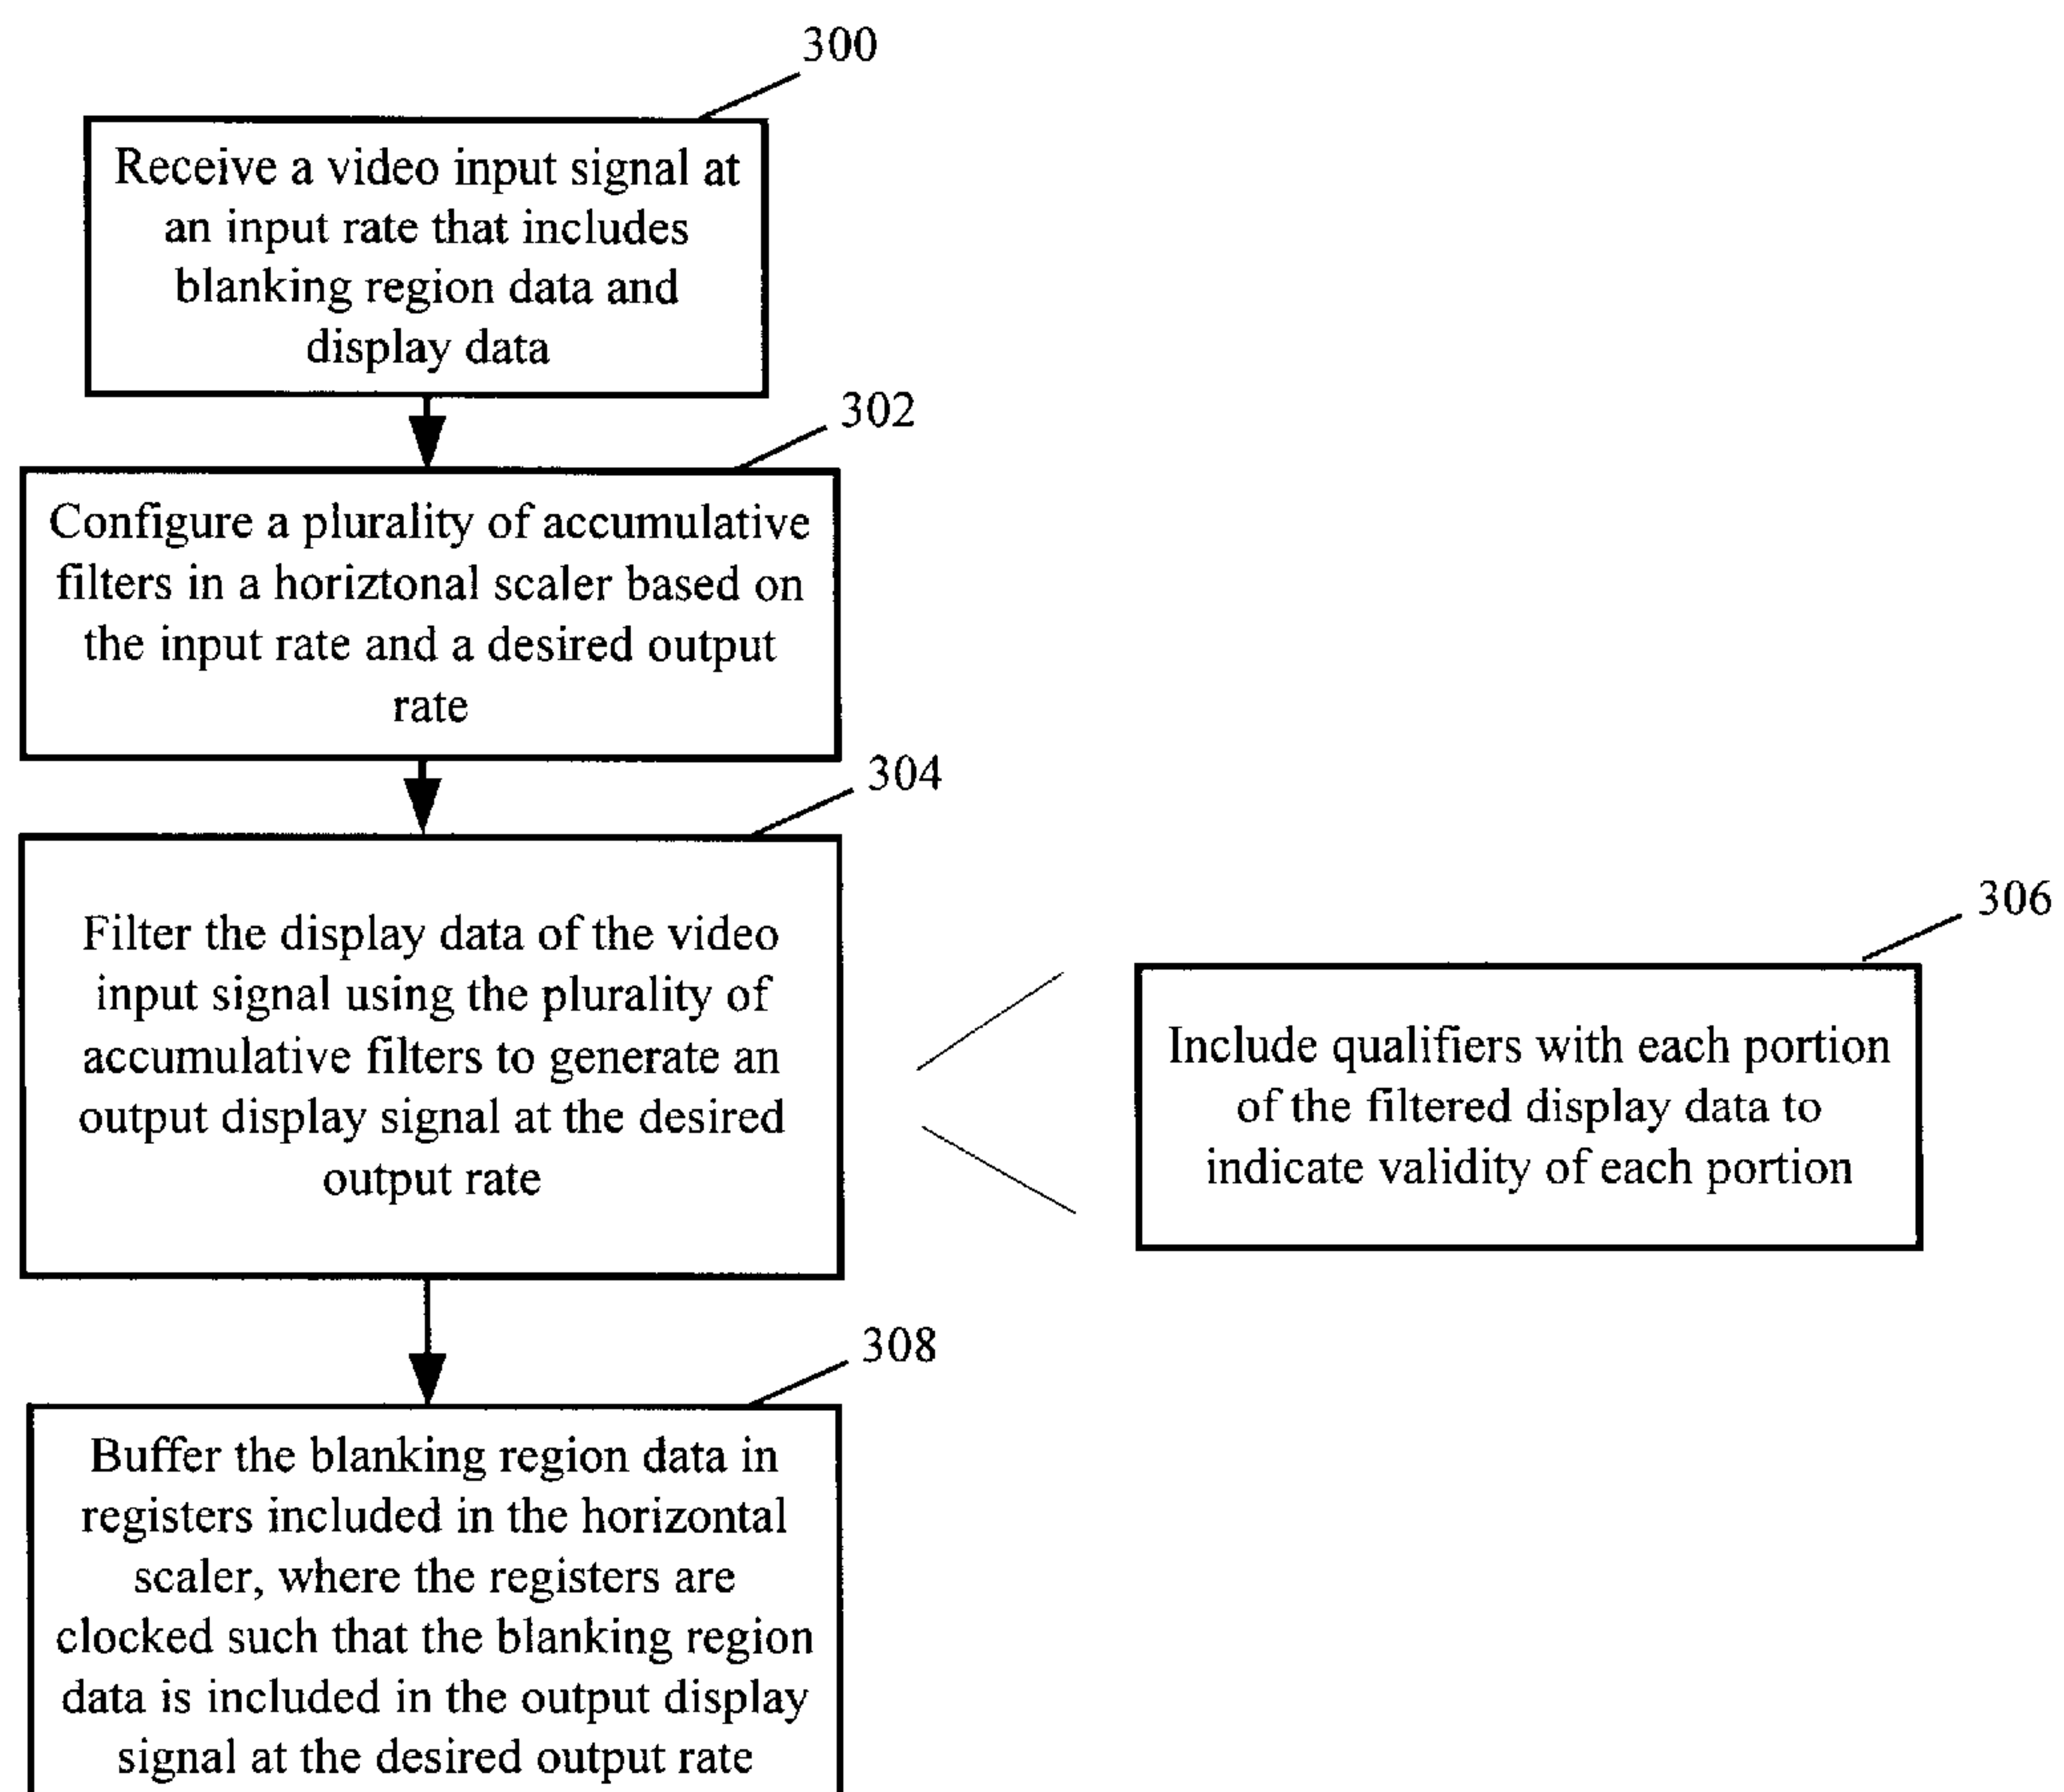 300
Receive a video input signal at
an input rate that includes
blanking region data and
display data
302
Configure a plurality of accumulative
filters in a horiztonal scaler based on
the input rate and a desired output
rate
304
Filter the display data of the video
input signal using the plurality of
accumulative filters to generate an
output display signal at the desired
output rate
306
Include qualifiers with each portion
of the filtered display data to
indicate validity of each portion
308
Buffer the blanking region data in
registers included in the horizontal
scaler, where the registers are
clocked such that the blanking region
data is included in the output display
signal at the desired output rate